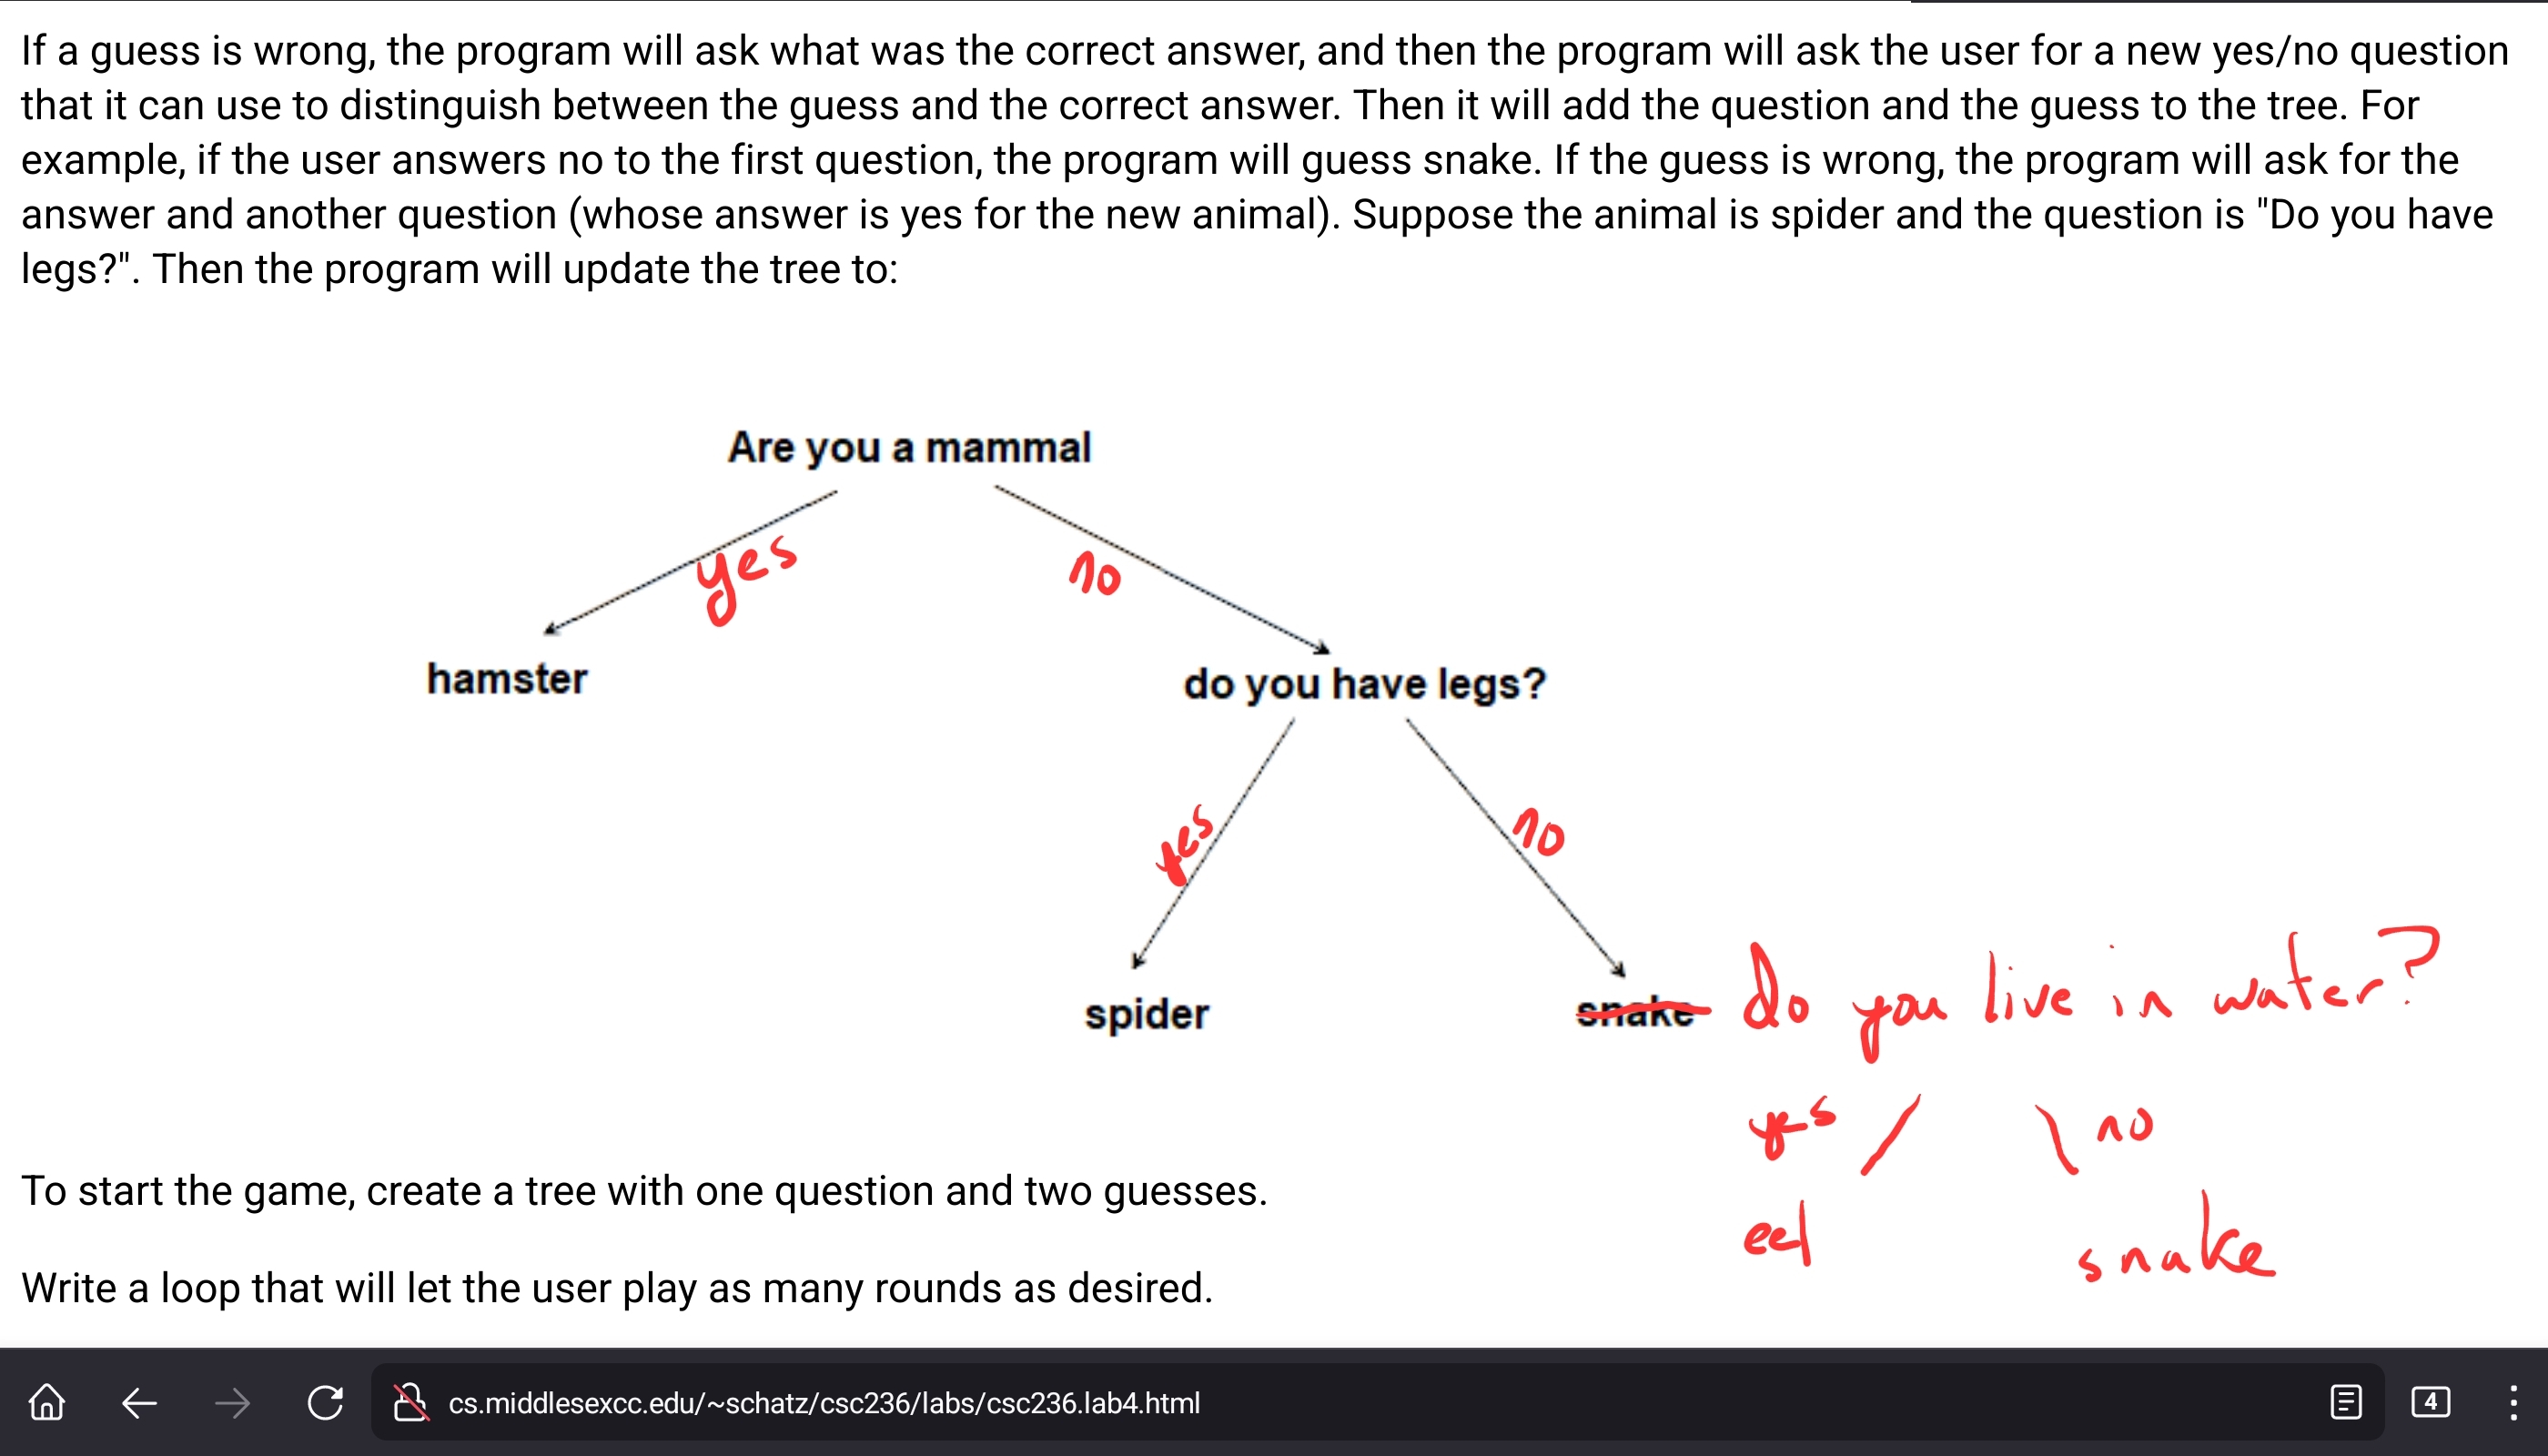 If a guess is wrong, the program will ask what was the correct answer, and then the program will ask the user for a new yes/no question
that it can use to distinguish between the guess and the correct answer. Then it will add the question and the guess to the tree. For
example, if the user answers no to the first question, the program will guess snake. If the guess is wrong, the program will ask for the
answer and another question (whose answer is yes for the new animal). Suppose the animal is spider and the question is "Do you have
legs?". Then the program will update the tree to:
Are you a mammal
yes no
hamster do you have legs?
yes no
spider snake do you live in water?
yes / \ no
eel snake
To start the game, create a tree with one question and two guesses.
Write a loop that will let the user play as many rounds as desired.
cs.middlesexcc.edu/~schatz/csc236/labs/csc236.lab4.html 4